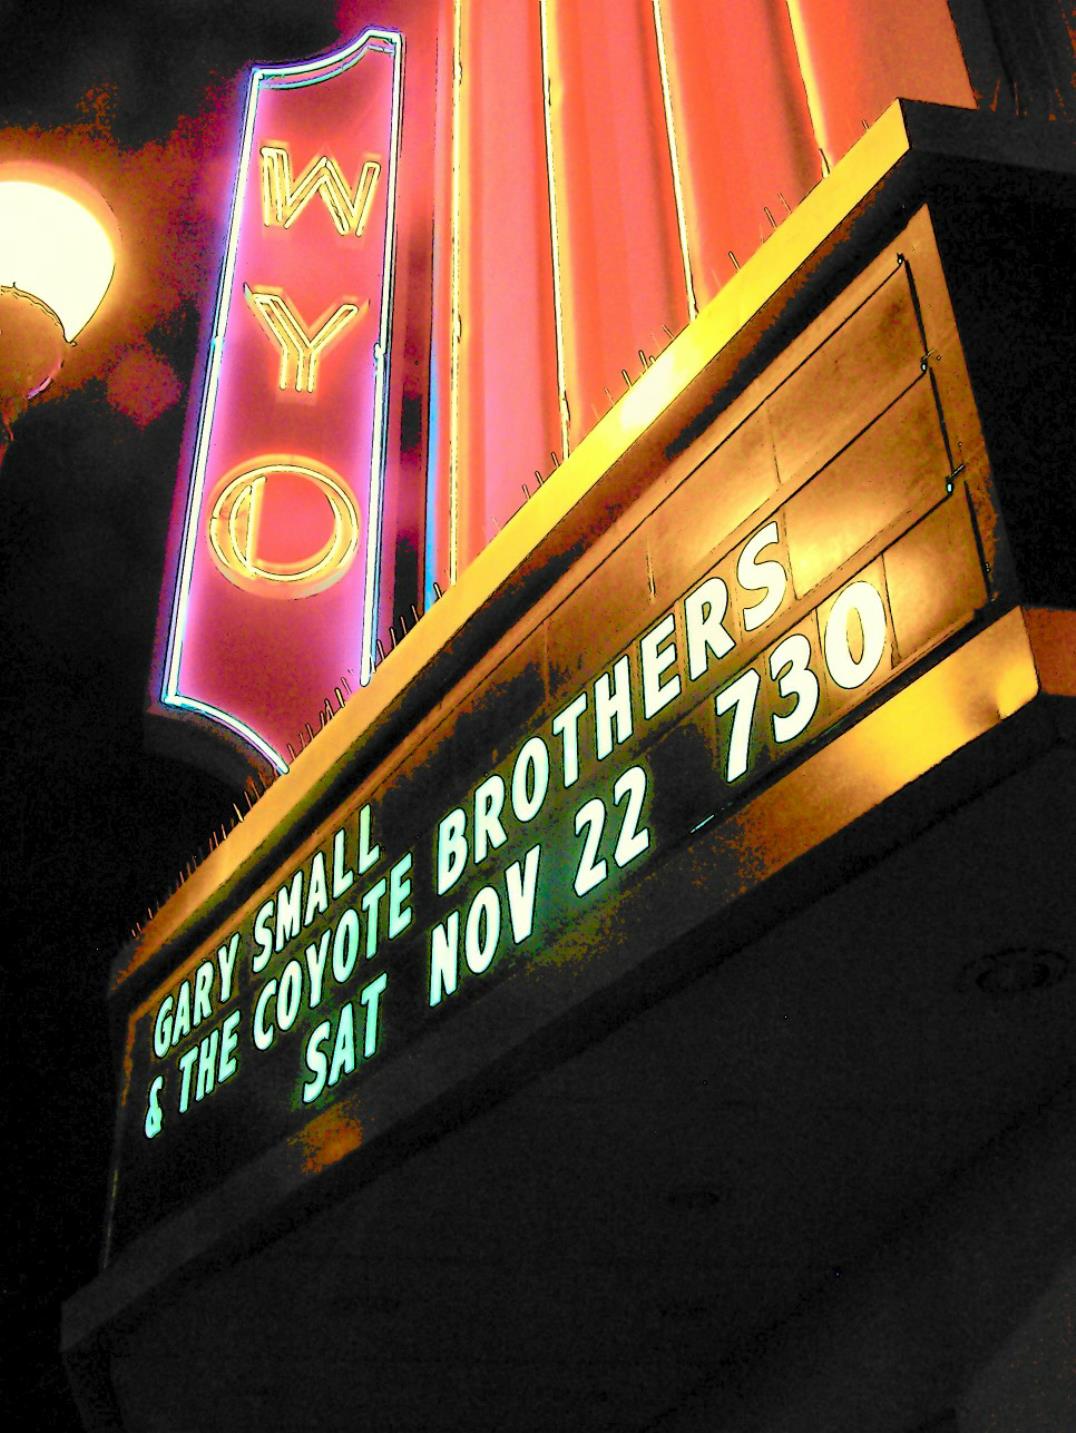 WYO
GARY SMALL
& THE COYOTE BROTHERS
SAT NOV 22 730